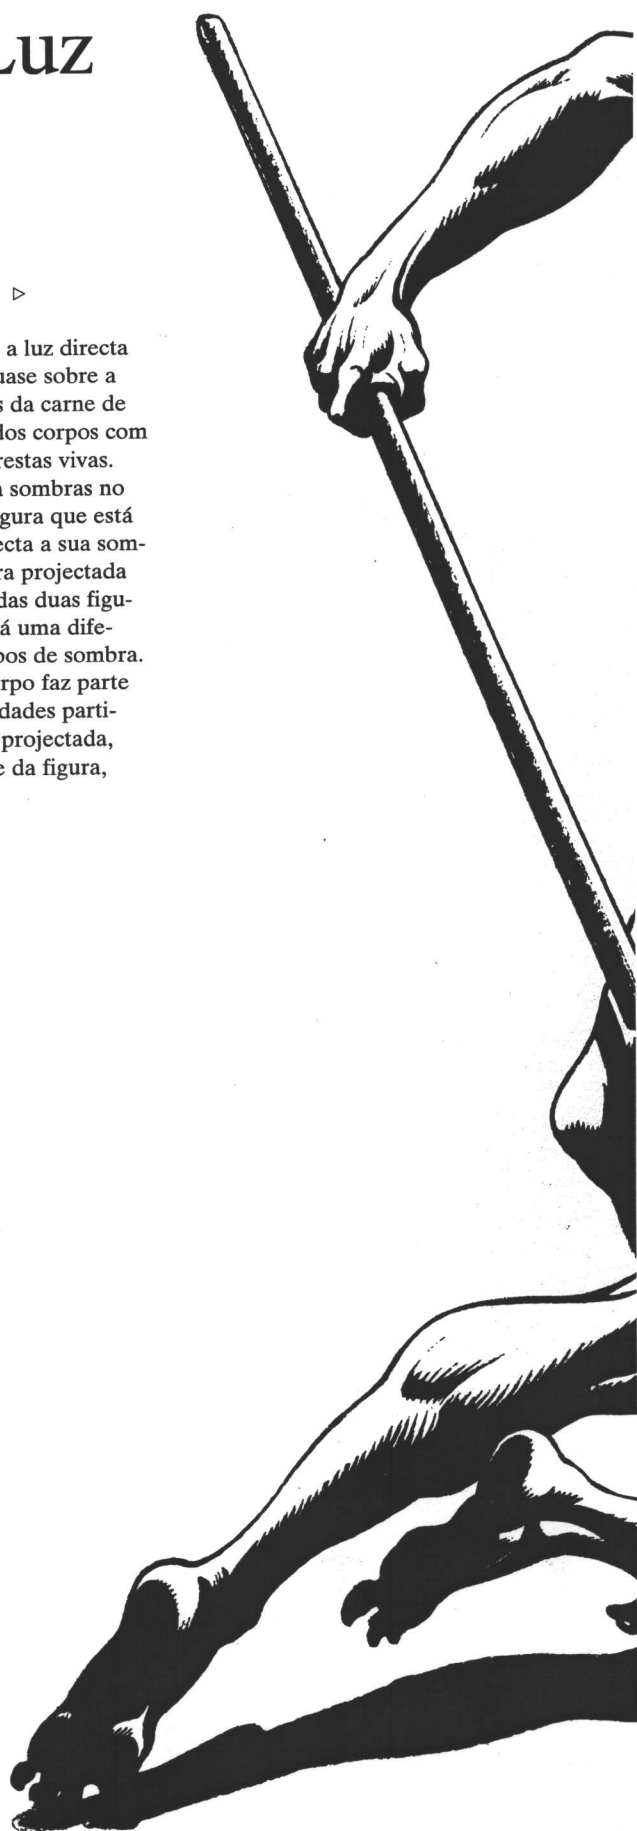 Luz
a luz directa
uase sobre a
s da carne de
dos corpos com
restas vivas.
a sombras no
gura que está
ecta a sua som-
ra projectada
das duas figu-
á uma dife-
pos de sombra.
rpo faz parte
dades parti-
projectada,
e da figura,